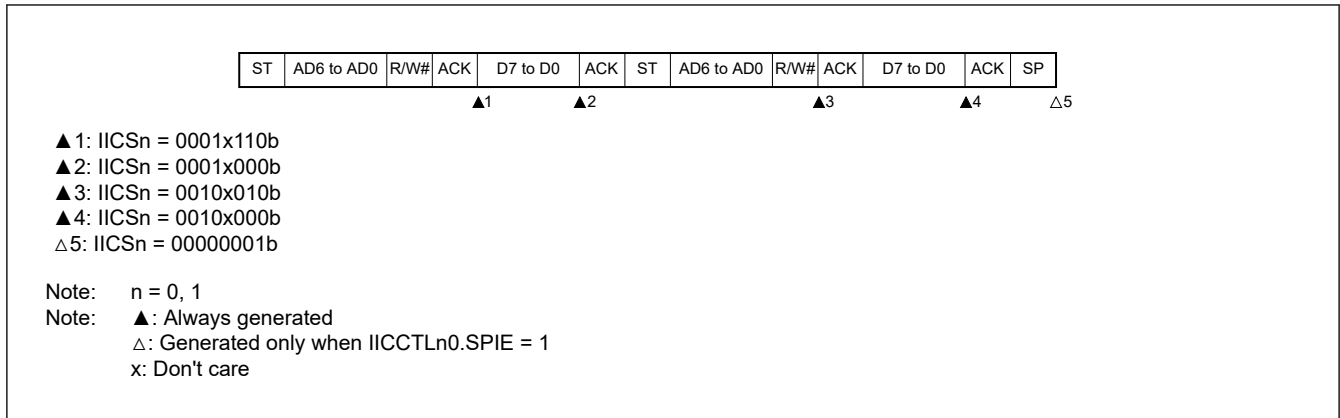 ST AD6 to AD0 R/W# ACK D7 to D0 ACK ST AD6 to AD0 R/W# ACK D7 to D0 ACK SP
▲1 ▲2 ▲3 ▲4 △5
▲1: IICSn = 0001x110b
▲2: IICSn = 0001x000b
▲3: IICSn = 0010x010b
▲4: IICSn = 0010x000b
△5: IICSn = 00000001b
Note: n = 0, 1
Note: ▲: Always generated
△: Generated only when IICCTLn0.SPIE = 1
x: Don't care